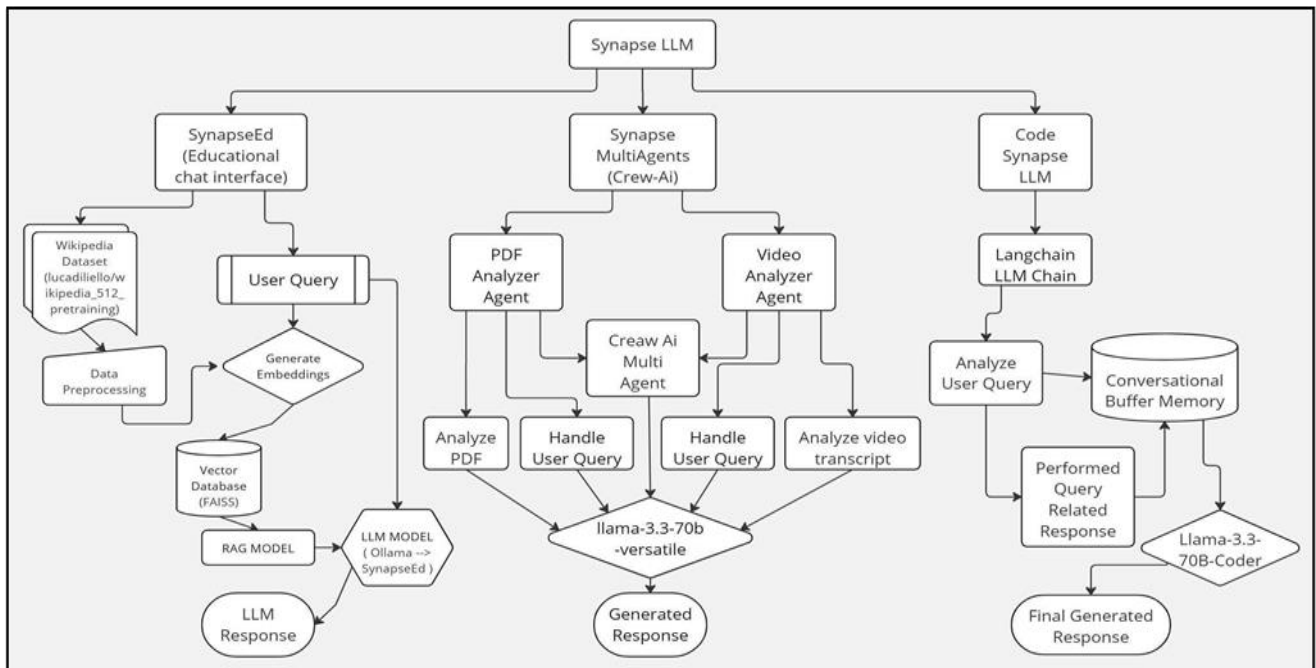 Synapse LLM
SynapseEd
(Educational
chat interface)
Synapse
MultiAgents
(Crew-Ai)
Code
Synapse
LLM
Wikipedia
Dataset
(lucadiliello/w
ikipedia_512_
pretraining)
User Query
PDF
Analyzer
Agent
Video
Analyzer
Agent
Langchain
LLM Chain
Data
Preprocessing
Generate
Embeddings
Creaw Ai
Multi
Agent
Analyze
User Query
Conversational
Buffer Memory
Vector
Database
(FAISS)
Analyze
PDF
Handle
User Query
Handle
User Query
Analyze video
transcript
Performed
Query
Related
Response
RAG MODEL
LLM MODEL
( Ollama -->
SynapseEd )
llama-3.3-70b
-versatile
Llama-3.3-
70B-Coder
LLM
Response
Generated
Response
Final Generated
Response